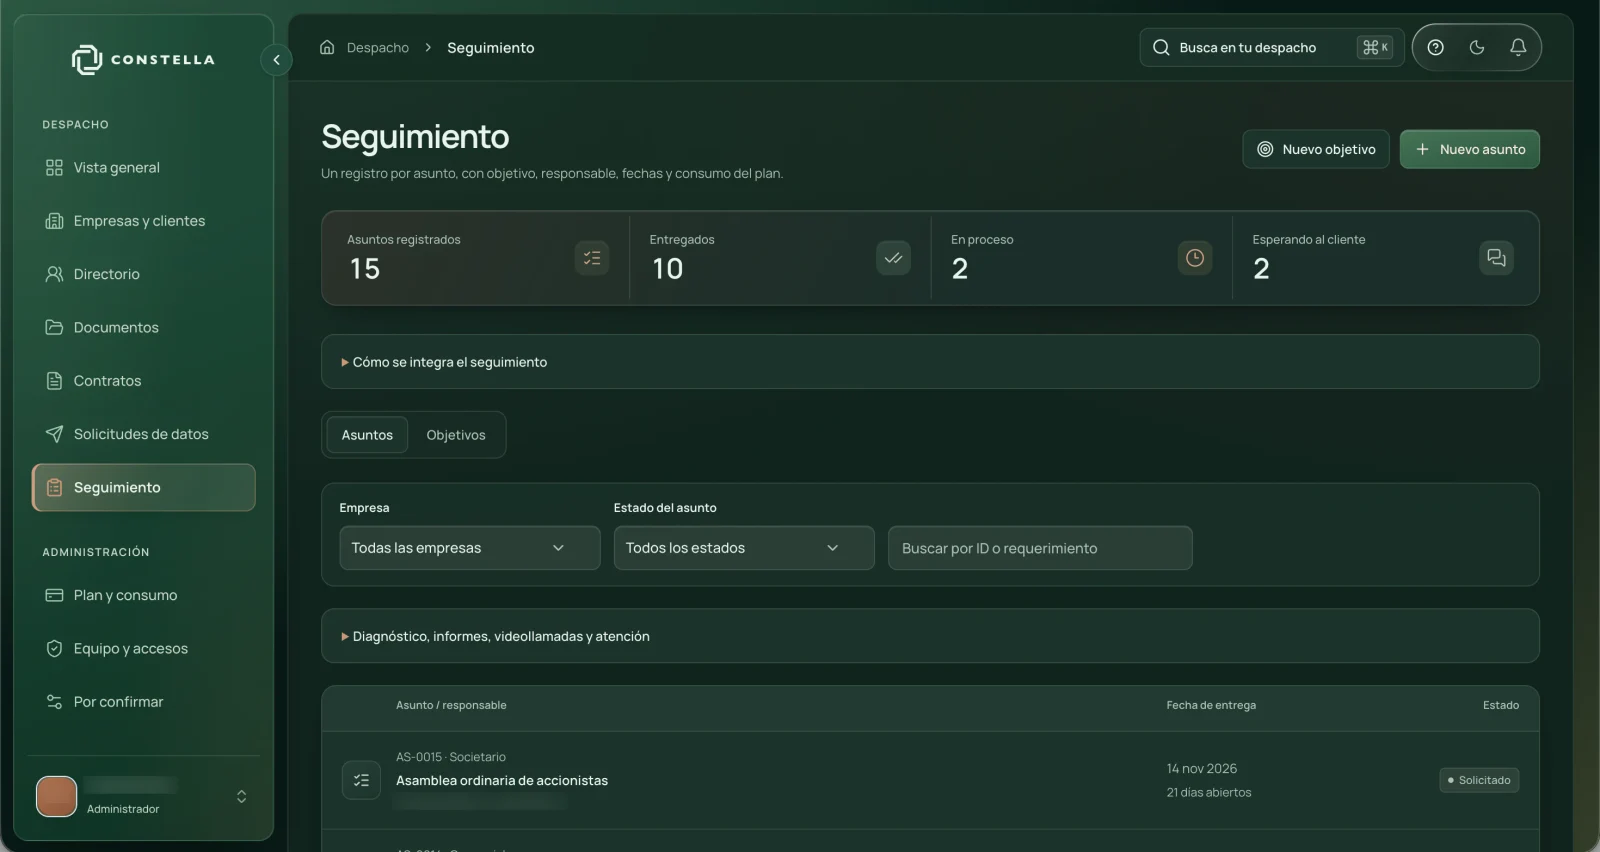 CONSTELLA
DESPACHO
Vista general
Empresas y clientes
Directorio
Documentos
Contratos
Solicitudes de datos
Seguimiento
ADMINISTRACIÓN
Plan y consumo
Equipo y accesos
Por confirmar
Administrador
Despacho > Seguimiento
Busca en tu despacho ⌘ K
Seguimiento
Un registro por asunto, con objetivo, responsable, fechas y consumo del plan.
Nuevo objetivo
+ Nuevo asunto
Asuntos registrados
15
Entregados
10
En proceso
2
Esperando al cliente
2
Cómo se integra el seguimiento
Asuntos
Objetivos
Empresa
Todas las empresas
Estado del asunto
Todos los estados
Buscar por ID o requerimiento
Diagnóstico, informes, videollamadas y atención
Asunto / responsable
Fecha de entrega
Estado
AS-0015 · Societario
Asamblea ordinaria de accionistas
14 nov 2026
21 días abiertos
Solicitado